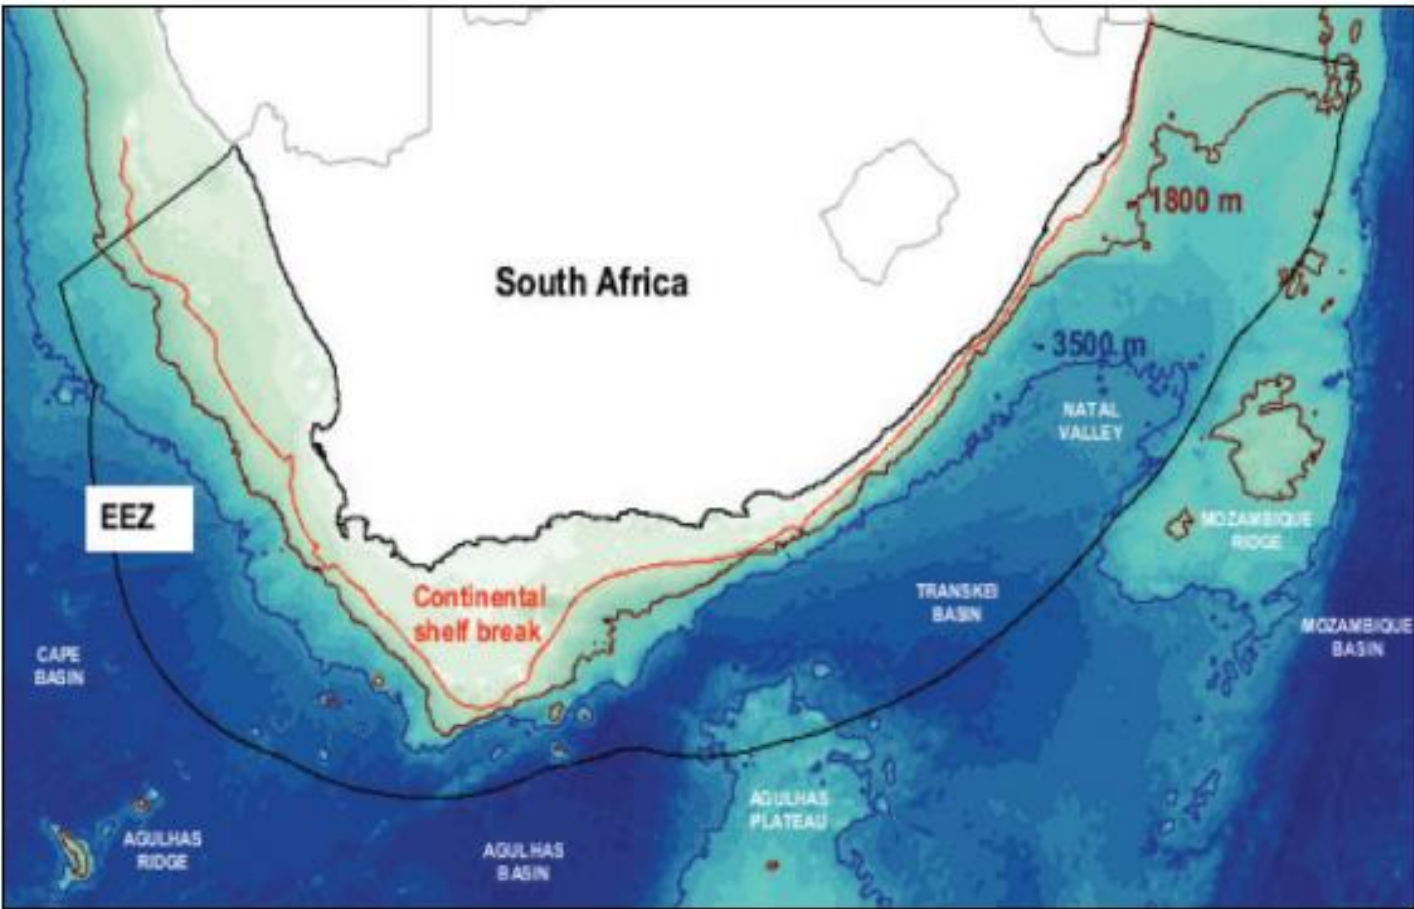 1800 m
South Africa
- 3500 m
NATAL
VALLEY
EEZ
MOZAMBIQUE
RIDGE
Continental
shelf break
TRANSKEI
BASIN
MOZAMBIQUE
BASIN
CAPE
BASIN
AGULHAS
PLATEAU
AGULHAS
RIDGE
AGULHAS
BASIN